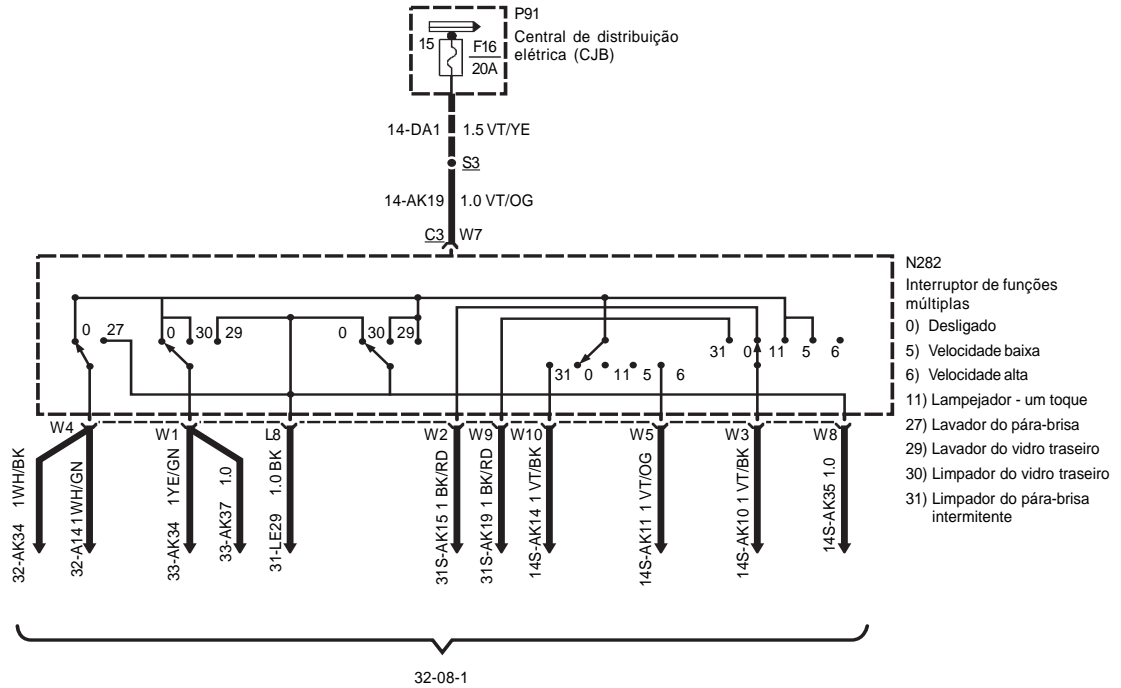 P91
Central de distribuição
elétrica (CJB)
15
F16
20A
14-DA1 1.5 VT/YE
S3
14-AK19 1.0 VT/OG
C3 W7
N282
Interruptor de funções
múltiplas
0) Desligado
5) Velocidade baixa
6) Velocidade alta
11) Lampejador - um toque
27) Lavador do pára-brisa
29) Lavador do vidro traseiro
30) Limpador do vidro traseiro
31) Limpador do pára-brisa
intermitente
0 27 0 30 29 0 30 29 31 0 11 5 6
31 0 11 5 6
W4 W1 L8 W2 W9 W10 W5 W3 W8
32-AK34 1WH/BK
32-A14 1WH/GN
33-AK34 1YE/GN
33-AK37 1.0
31-LE29 1.0 BK
31S-AK15 1 BK/RD
31S-AK19 1 BK/RD
14S-AK14 1 VT/BK
14S-AK11 1 VT/OG
14S-AK10 1 VT/BK
14S-AK35 1.0
32-08-1